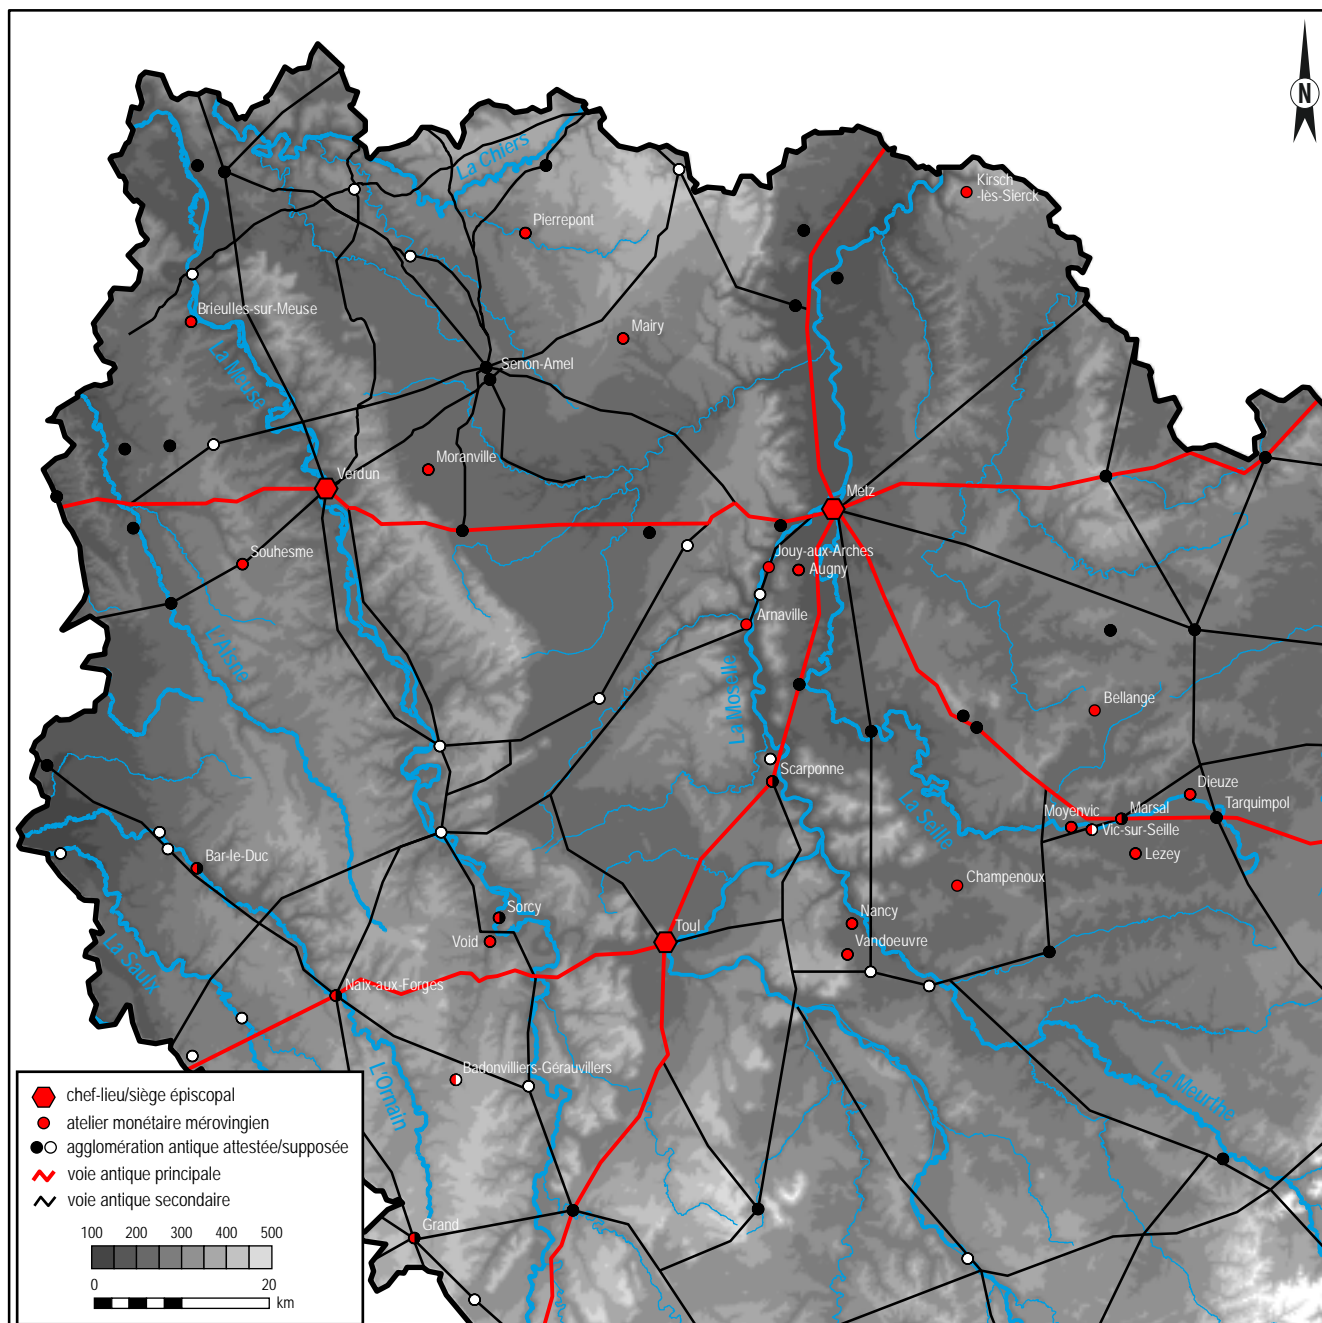 N
La Chiers
Kirsch
-lès-Sierck
Pierrepont
Brieulles-sur-Meuse
Mairy
La Meuse
Senon-Amel
Moranville
Verdun
Metz
Jouy-aux-Arches
Souhesme
Augny
Arnaville
L'Aisne
La Moselle
Bellange
Scarponne
Dieuze
La Seille
Moyenvic
Marsal
Tarquimpol
Vic-sur-Seille
Bar-le-Duc
Lezey
Champenoux
Sorcy
Nancy
Toul
Void
Vandoeuvre
La Saulx
Naix-aux-Forges
Badonvilliers-Gérauvillers
L'Ornain
La Meurthe
Grand
chef-lieu/siège épiscopal
atelier monétaire mérovingien
agglomération antique attestée/supposée
voie antique principale
voie antique secondaire
100 200 300 400 500
0 20
km